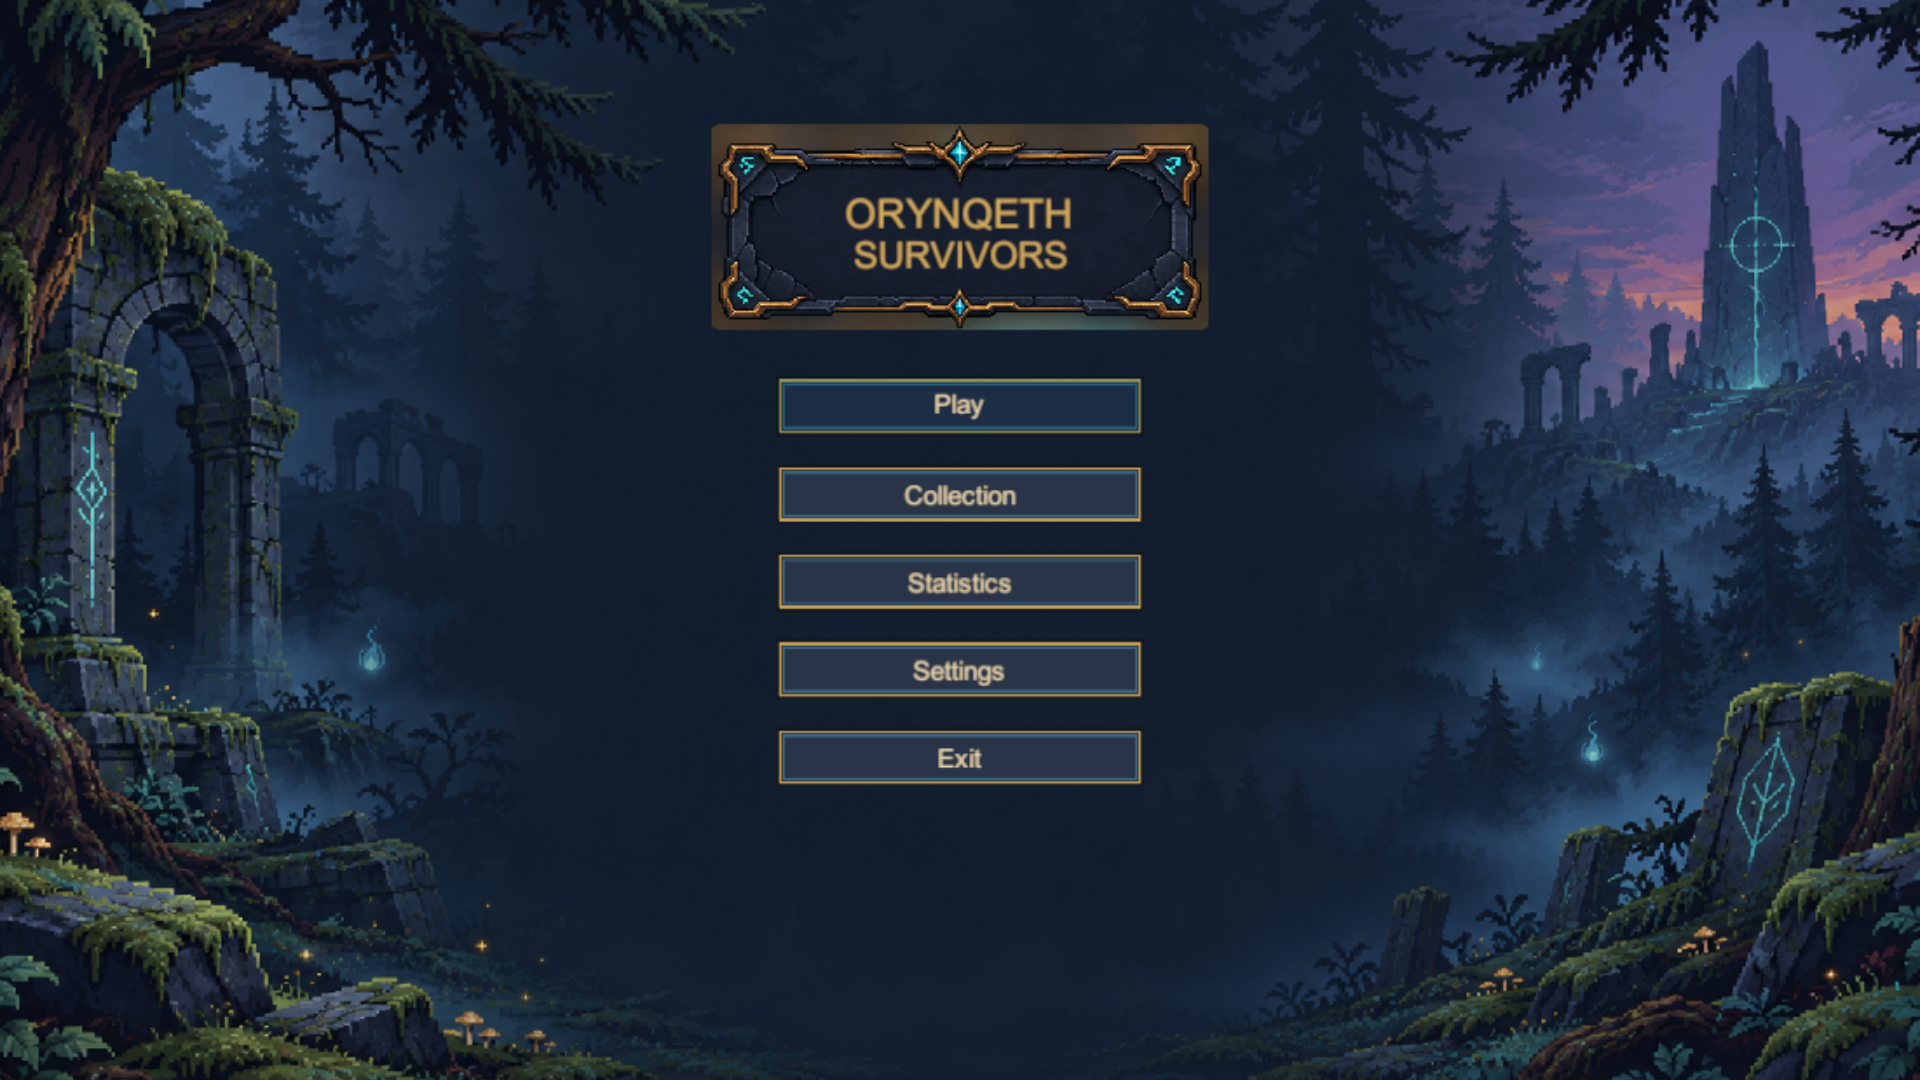 ORYNQETH
SURVIVORS
Play
Collection
Statistics
Settings
Exit